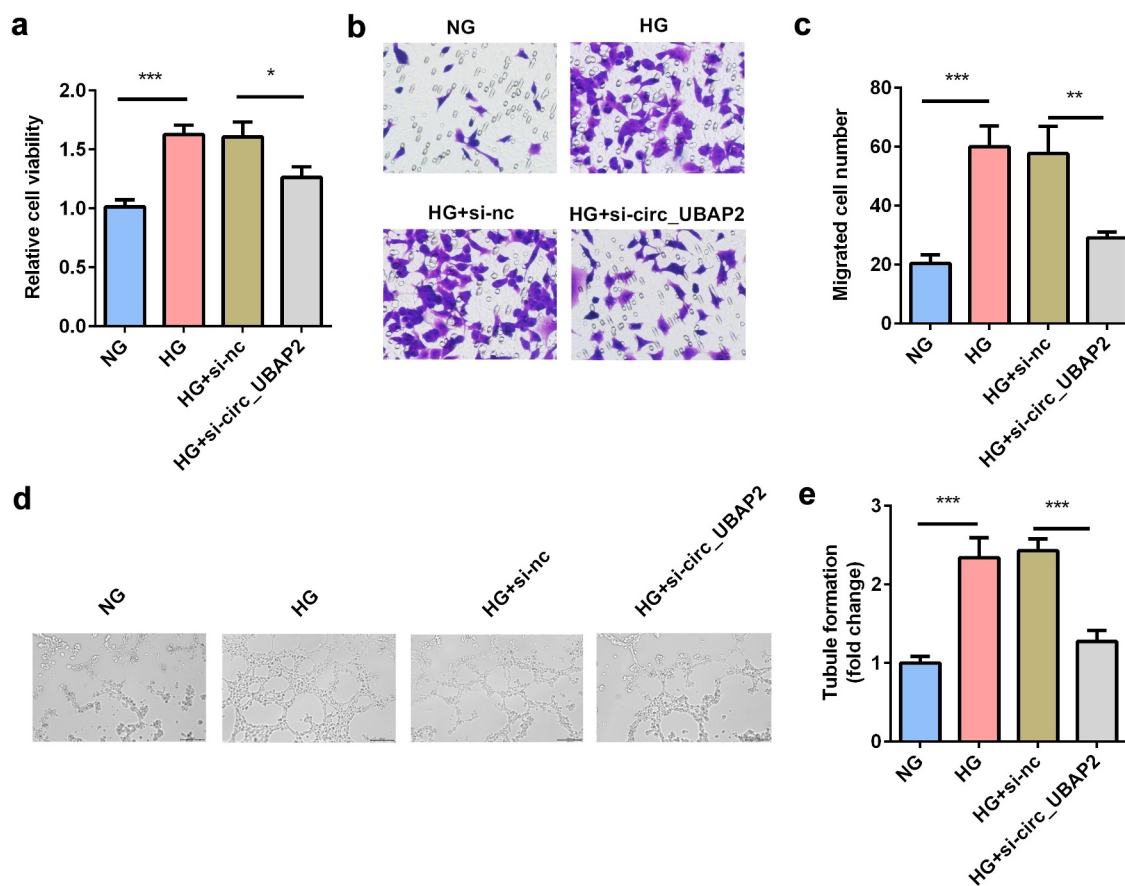 a
Relative cell viability
2.0
1.5
1.0
0.5
0.0
***
*
NG
HG
HG+si-nc
HG+si-circ_UBAP2
b
NG
HG
HG+si-nc
HG+si-circ_UBAP2
c
Migrated cell number
80
60
40
20
0
***
**
NG
HG
HG+si-nc
HG+si-circ_UBAP2
d
NG
HG
HG+si-nc
HG+si-circ_UBAP2
e
Tubule formation
(fold change)
3
2
1
0
***
***
NG
HG
HG+si-nc
HG+si-circ_UBAP2